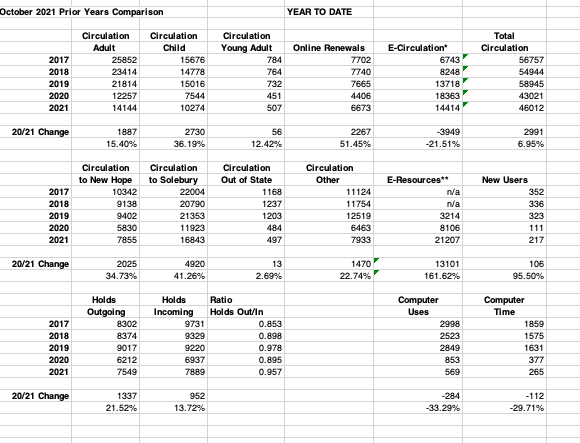 October 2021 Prior Years Comparison YEAR TO DATE
Circulation Circulation Circulation Total
Adult Child Young Adult Online Renewals E-Circulation* Circulation
2017 25852 15676 784 7702 6743 56757
2018 23414 14778 764 7740 8248 54944
2019 21814 15016 732 7665 13718 58945
2020 12257 7544 451 4406 18363 43021
2021 14144 10274 507 6673 14414 46012
20/21 Change 1887 2730 56 2267 -3949 2991
15.40% 36.19% 12.42% 51.45% -21.51% 6.95%
Circulation Circulation Circulation Circulation
to New Hope to Solebury Out of State Other E-Resources** New Users
2017 10342 22004 1168 11124 n/a 352
2018 9138 20790 1237 11754 n/a 336
2019 9402 21353 1203 12519 3214 323
2020 5830 11923 484 6463 8106 111
2021 7855 16843 497 7933 21207 217
20/21 Change 2025 4920 13 1470 13101 106
34.73% 41.26% 2.69% 22.74% 161.62% 95.50%
Holds Holds Ratio Computer Computer
Outgoing Incoming Holds Out/In Uses Time
2017 8302 9731 0.853 2998 1859
2018 8374 9329 0.898 2523 1575
2019 9017 9220 0.978 2849 1631
2020 6212 6937 0.895 853 377
2021 7549 7889 0.957 569 265
20/21 Change 1337 952 -284 -112
21.52% 13.72% -33.29% -29.71%